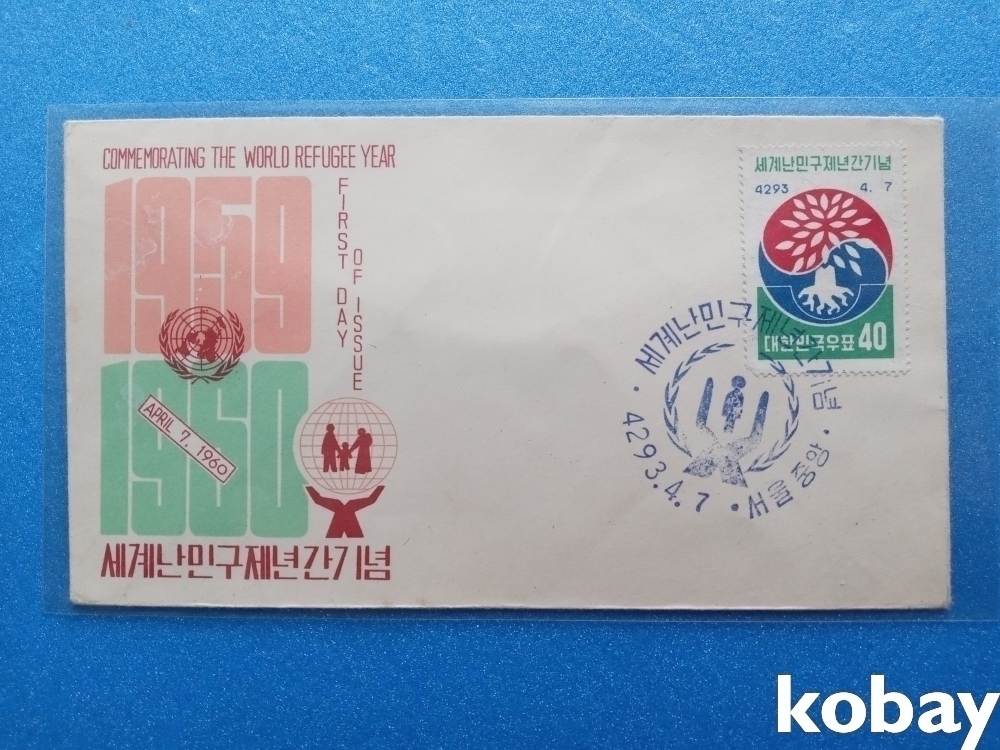 COMMEMORATING THE WORLD REFUGEE YEAR
1959
FIRST DAY
OF ISSUE
1960
APRIL 7, 1960
세계난민구제년간기념
세계난민구제년간기념
4293 4. 7
대한민국우표 40
세계난민구제년간기념
4293.4.7
서울중앙
kobay